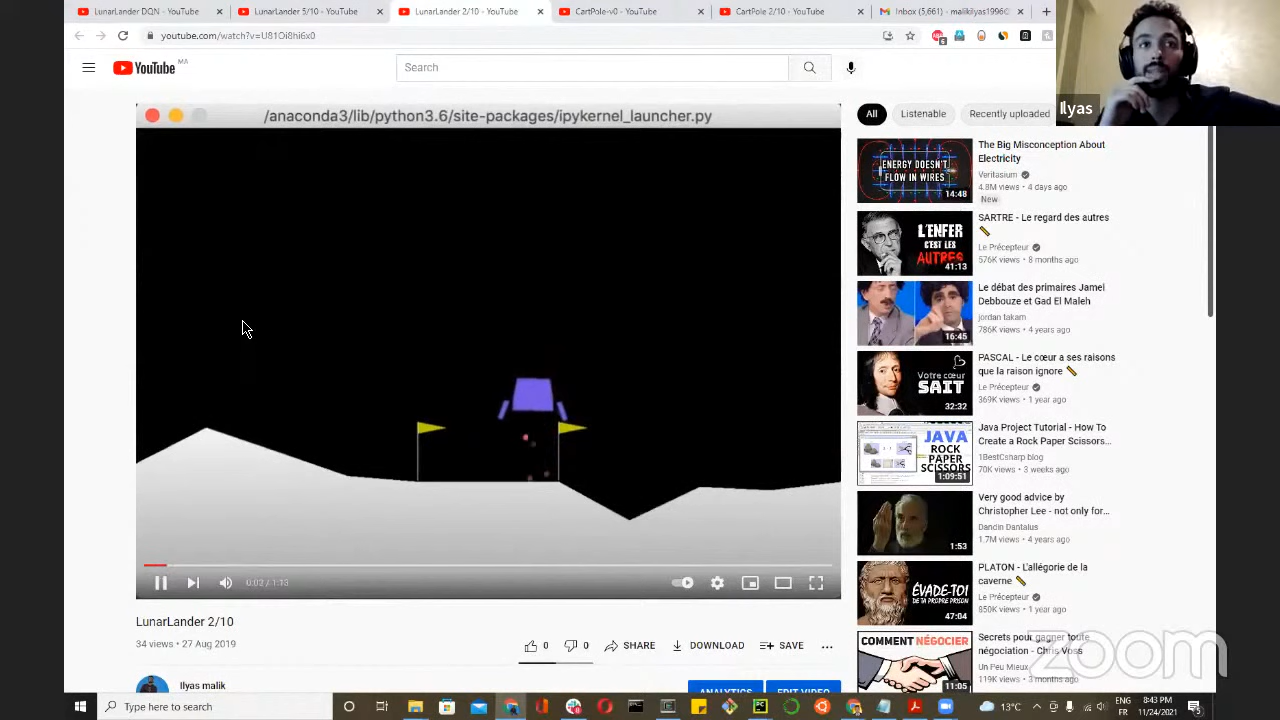 LunarLander DQN - YouTube
LunarLander 5/10 - YouTube
LunarLander 2/10 - YouTube
CartPole-v0 - YouTube
CartPole 2/10 - YouTube
Inbox (5,661) - malikilyas1996@
youtube.com/watch?v=U81Oi8hi6x0
YouTube MA
Search
Ilyas
/anaconda3/lib/python3.6/site-packages/ipykernel_launcher.py
All
Listenable
Recently uploaded
ENERGY DOESN'T
FLOW IN WIRES
14:48
The Big Misconception About
Electricity
Veritasium
4.8M views • 4 days ago
New
L'ENFER
C'EST LES
AUTRES
41:13
SARTRE - Le regard des autres
Le Précepteur
576K views • 8 months ago
16:45
Le débat des primaires Jamel
Debbouze et Gad El Maleh
jordan takam
786K views • 4 years ago
Votre cœur
SAIT
32:32
PASCAL - Le cœur a ses raisons
que la raison ignore
Le Précepteur
369K views • 1 year ago
JAVA
ROCK
PAPER
SCISSORS
1:09:51
Java Project Tutorial - How To
Create a Rock Paper Scissors...
1BestCsharp blog
70K views • 3 weeks ago
1:53
Very good advice by
Christopher Lee - not only for...
Dandin Dantalus
1.7M views • 4 years ago
ÉVADE-TOI
DE TA PROPRE PRISON
47:04
PLATON - L'allégorie de la
caverne
Le Précepteur
850K views • 1 year ago
COMMENT NÉGOCIER
11:05
Secrets pour gagner toute
négociation - Chris Voss
Un Peu Mieux
119K views • 3 months ago
0:03 / 1:13
LunarLander 2/10
34 views • 27 Aug 2019
0
0
SHARE
DOWNLOAD
SAVE
Ilyas malik
ANALYTICS
EDIT VIDEO
zoom
Type here to search
13°C
ENG
FR
8:43 PM
11/24/2021